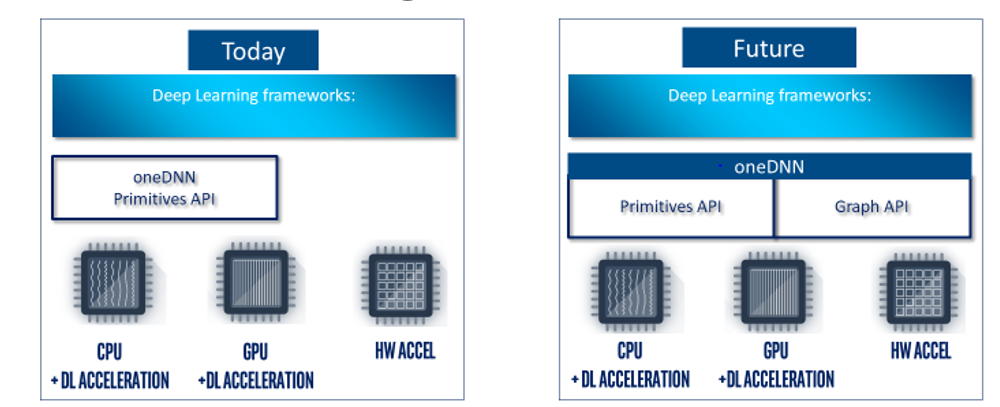 Today
Deep Learning frameworks:
oneDNN
Primitives API
CPU
+ DL ACCELERATION
GPU
+DL ACCELERATION
HW ACCEL
Future
Deep Learning frameworks:
oneDNN
Primitives API
Graph API
CPU
+ DL ACCELERATION
GPU
+DL ACCELERATION
HW ACCEL